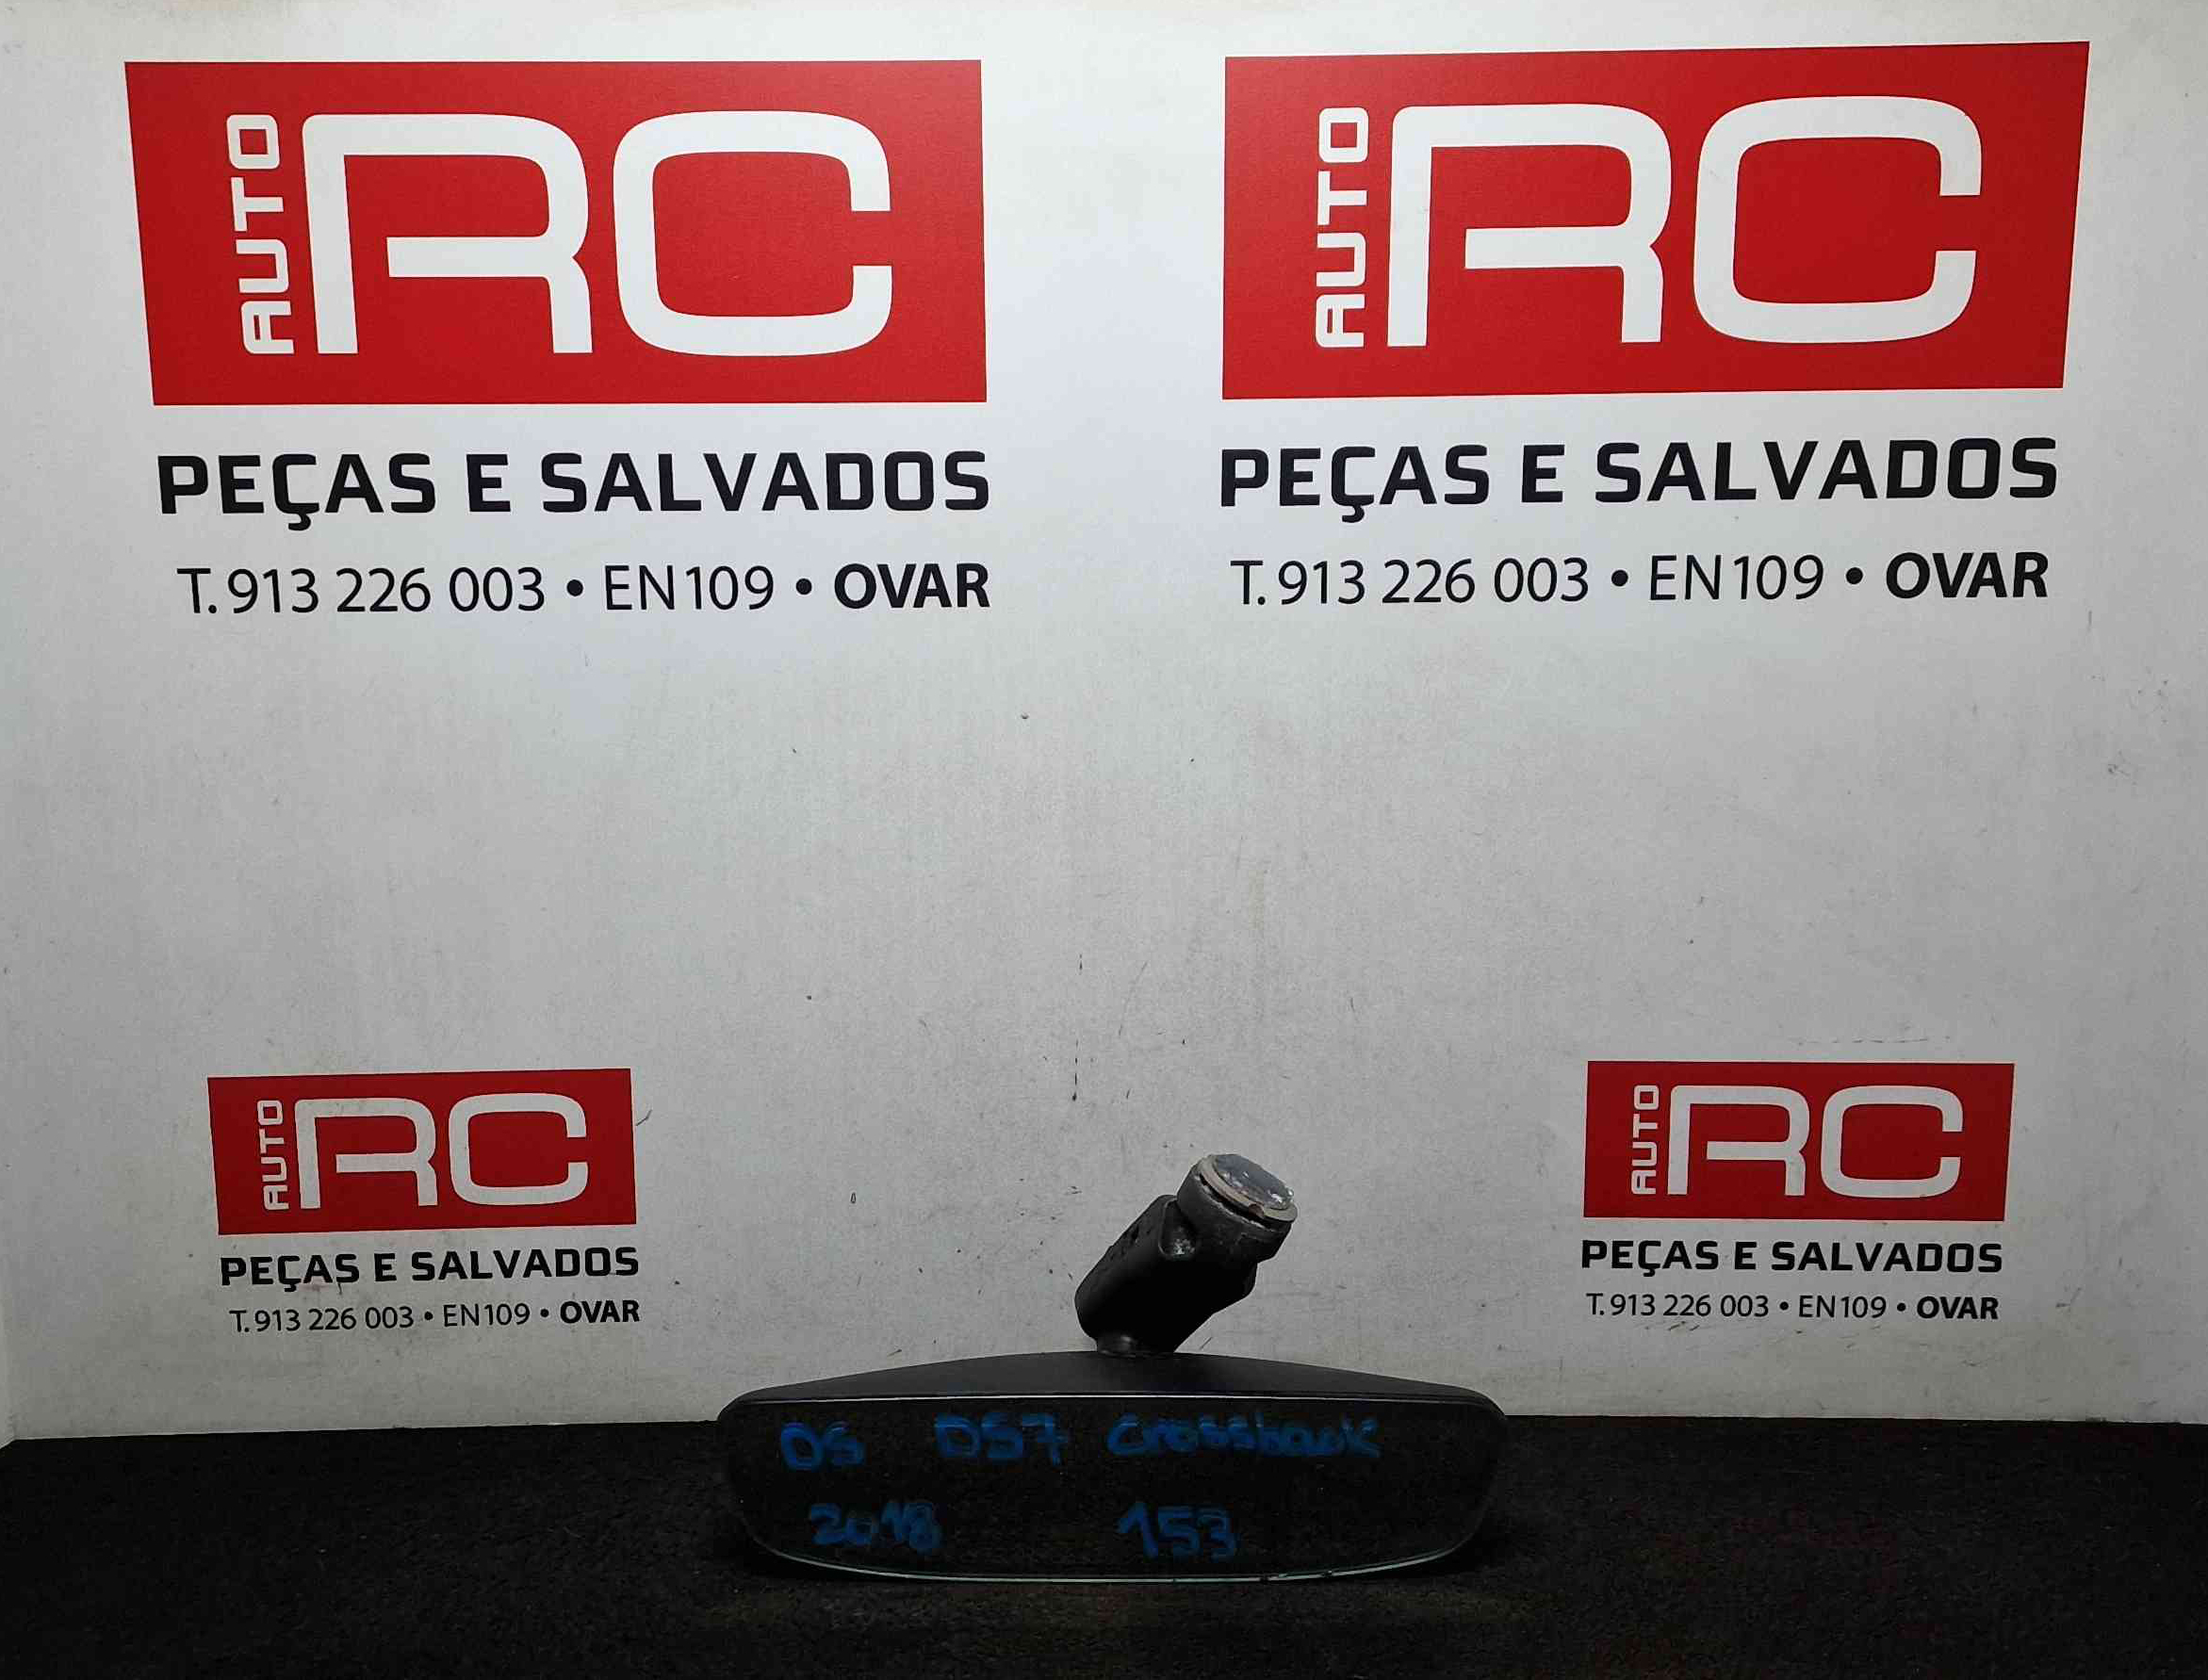 AUTO RC
PEÇAS E SALVADOS
T. 913 226 003 • EN109 • OVAR
AUTO RC
PEÇAS E SALVADOS
T. 913 226 003 • EN109 • OVAR
AUTO RC
PEÇAS E SALVADOS
T. 913 226 003 • EN109 • OVAR
AUTO RC
PEÇAS E SALVADOS
T. 913 226 003 • EN109 • OVAR
DS DS7 Crossback
2018 153